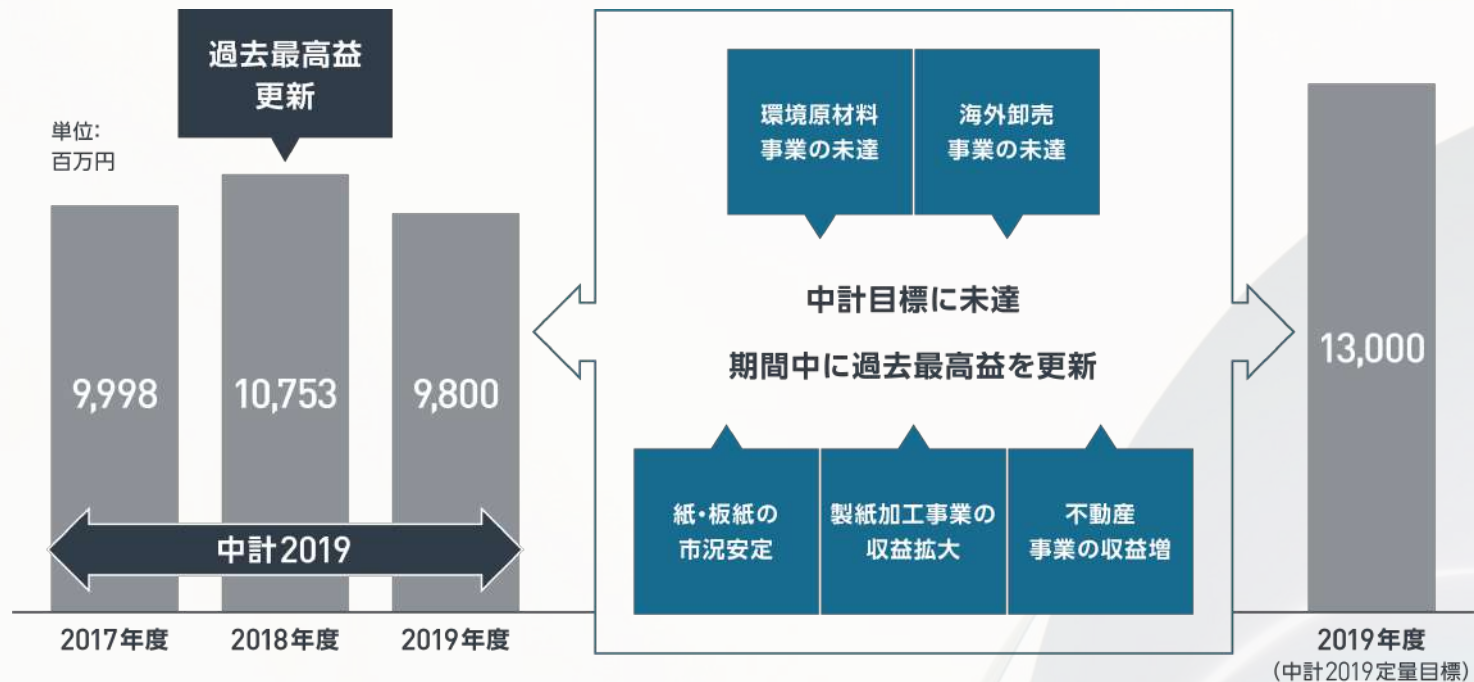 過去最高益
更新
単位:
百万円
9,998
10,753
9,800
中計2019
2017年度
2018年度
2019年度
環境原材料
事業の未達
海外卸売
事業の未達
中計目標に未達
期間中に過去最高益を更新
紙・板紙の
市況安定
製紙加工事業の
収益拡大
不動産
事業の収益増
13,000
2019年度
(中計2019定量目標)